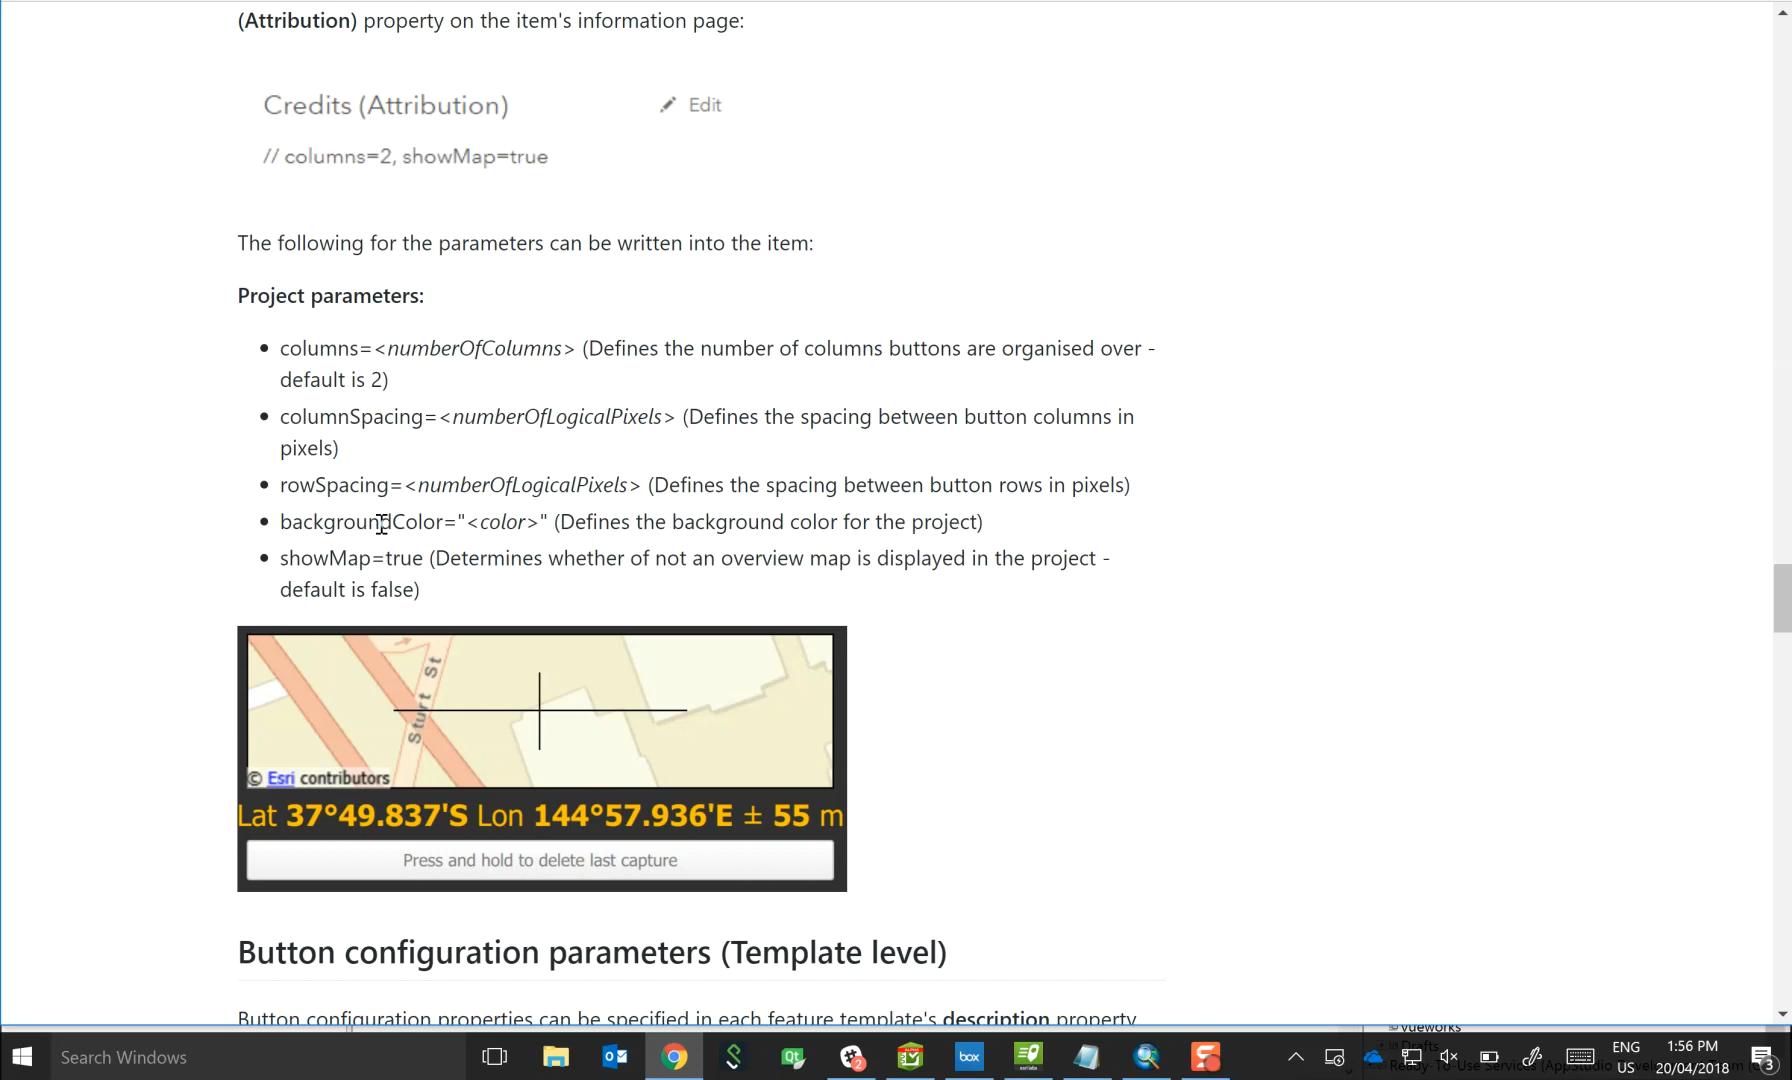 (Attribution) property on the item's information page:
Credits (Attribution)
Edit
// columns=2, showMap=true
The following for the parameters can be written into the item:
Project parameters:
columns=<numberOfColumns> (Defines the number of columns buttons are organised over -
default is 2)
columnSpacing=<numberOfLogicalPixels> (Defines the spacing between button columns in
pixels)
rowSpacing=<numberOfLogicalPixels> (Defines the spacing between button rows in pixels)
backgroundColor="<color>" (Defines the background color for the project)
showMap=true (Determines whether of not an overview map is displayed in the project -
default is false)
Sturt St
© Esri contributors
Lat 37°49.837'S Lon 144°57.936'E ± 55 m
Press and hold to delete last capture
Button configuration parameters (Template level)
Button configuration properties can be specified in each feature template's description property
vueworks
Drafts
Search Windows
Qt
2
box
ENG
US
1:56 PM
20/04/2018
3